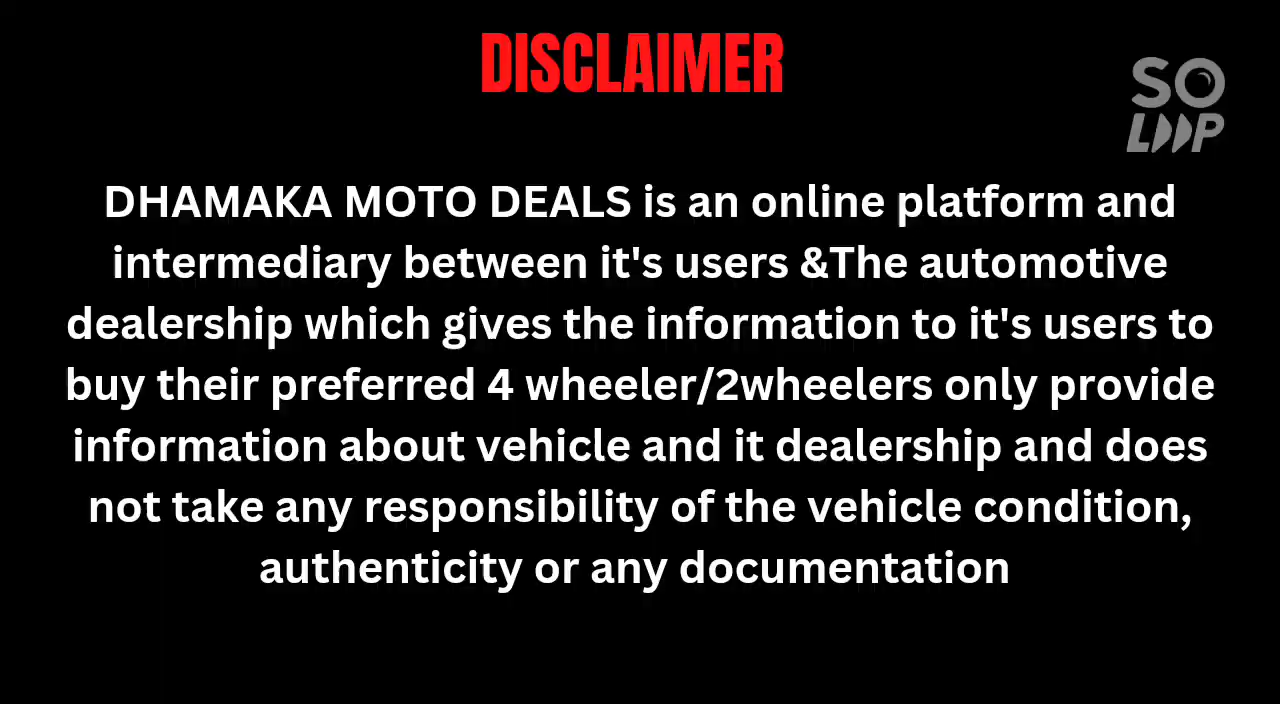 DISCLAIMER
SO
LOOP
DHAMAKA MOTO DEALS is an online platform and
intermediary between it's users &The automotive
dealership which gives the information to it's users to
buy their preferred 4 wheeler/2wheelers only provide
information about vehicle and it dealership and does
not take any responsibility of the vehicle condition,
authenticity or any documentation